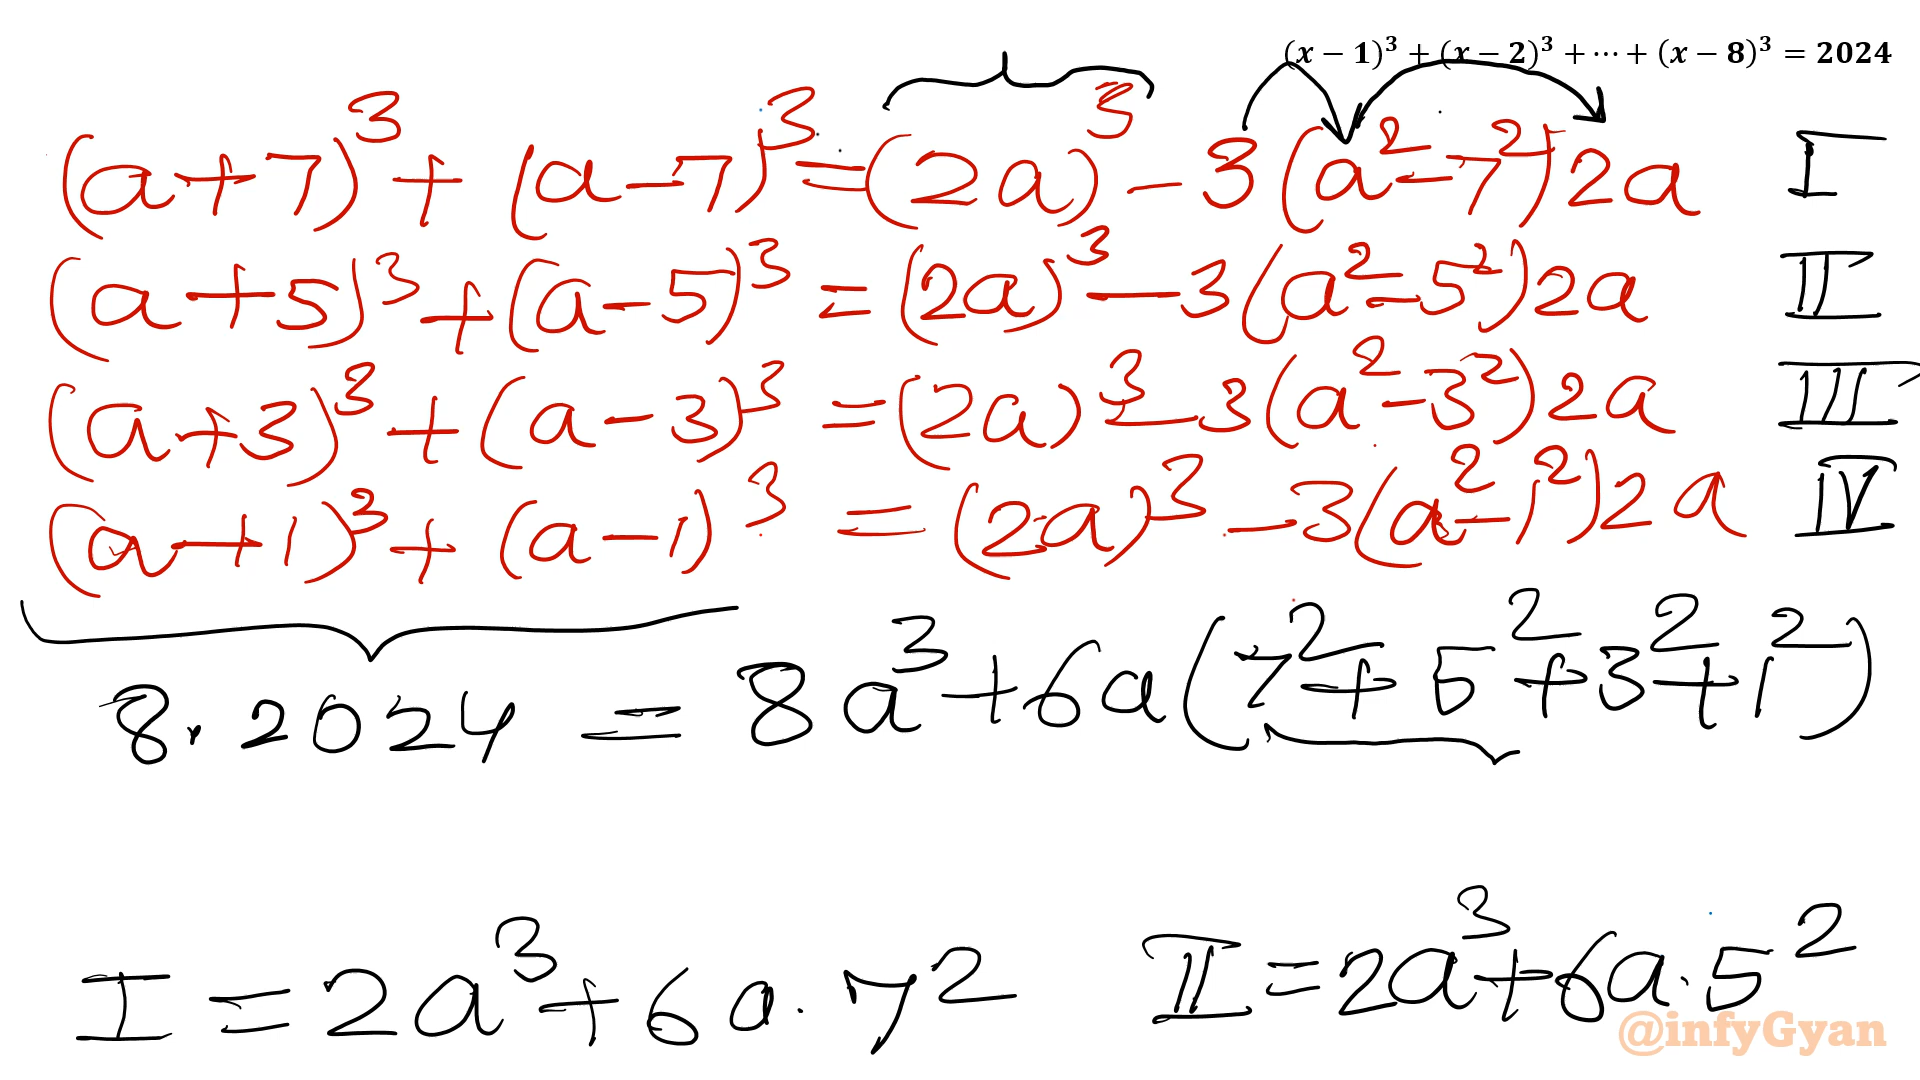 (x − 1)³ + (x − 2)³ + ⋯ + (x − 8)³ = 2024
(a+7)³ + (a−7)³ = (2a)³ − 3(a²−7²)2a I
(a+5)³ + (a−5)³ = (2a)³ − 3(a²−5²)2a II
(a+3)³ + (a−3)³ = (2a)³ − 3(a²−3²)2a III
(a+1)³ + (a−1)³ = (2a)³ − 3(a²−1²)2a IV
8.2024 = 8a³ + 6a(7² + 5² + 3² + 1²)
I = 2a³ + 6a.7² II = 2a³ + 6a.5²
@infyGyan